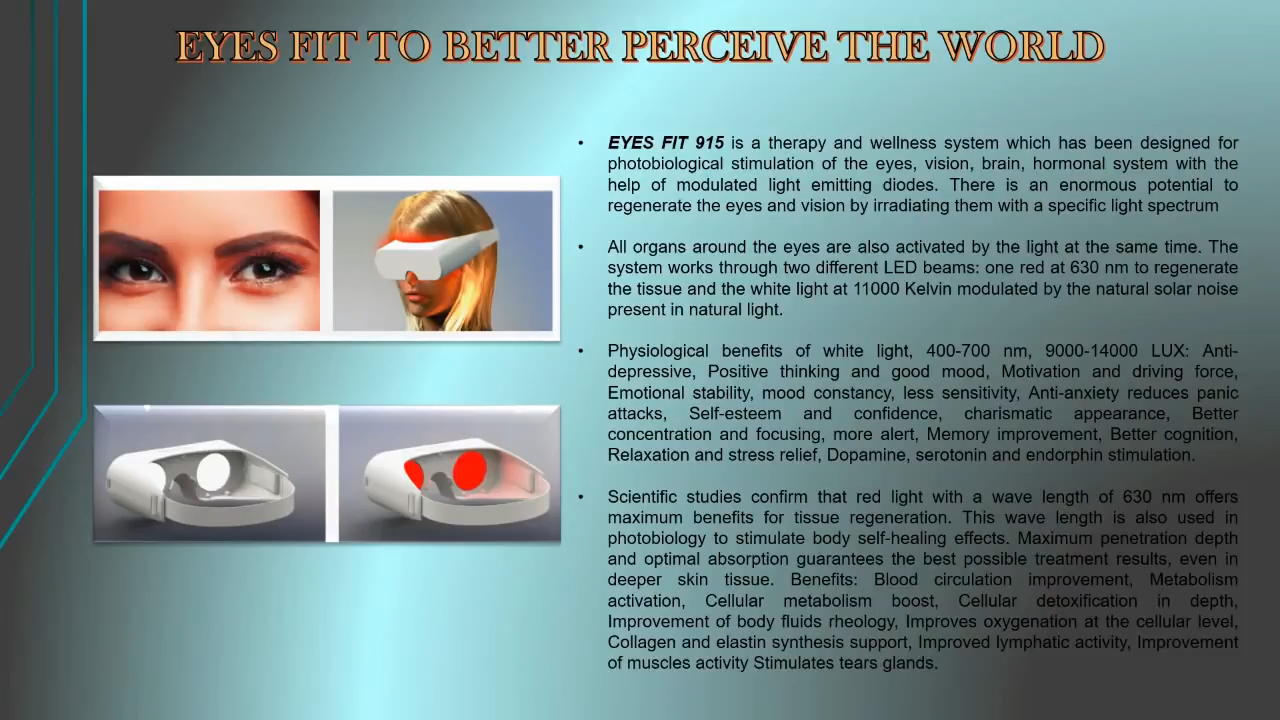 EYES FIT TO BETTER PERCEIVE THE WORLD
• EYES FIT 915 is a therapy and wellness system which has been designed for
photobiological stimulation of the eyes, vision, brain, hormonal system with the
help of modulated light emitting diodes. There is an enormous potential to
regenerate the eyes and vision by irradiating them with a specific light spectrum
• All organs around the eyes are also activated by the light at the same time. The
system works through two different LED beams: one red at 630 nm to regenerate
the tissue and the white light at 11000 Kelvin modulated by the natural solar noise
present in natural light.
• Physiological benefits of white light, 400-700 nm, 9000-14000 LUX: Anti-
depressive, Positive thinking and good mood, Motivation and driving force,
Emotional stability, mood constancy, less sensitivity, Anti-anxiety reduces panic
attacks, Self-esteem and confidence, charismatic appearance, Better
concentration and focusing, more alert, Memory improvement, Better cognition,
Relaxation and stress relief, Dopamine, serotonin and endorphin stimulation.
• Scientific studies confirm that red light with a wave length of 630 nm offers
maximum benefits for tissue regeneration. This wave length is also used in
photobiology to stimulate body self-healing effects. Maximum penetration depth
and optimal absorption guarantees the best possible treatment results, even in
deeper skin tissue. Benefits: Blood circulation improvement, Metabolism
activation, Cellular metabolism boost, Cellular detoxification in depth,
Improvement of body fluids rheology, Improves oxygenation at the cellular level,
Collagen and elastin synthesis support, Improved lymphatic activity, Improvement
of muscles activity Stimulates tears glands.